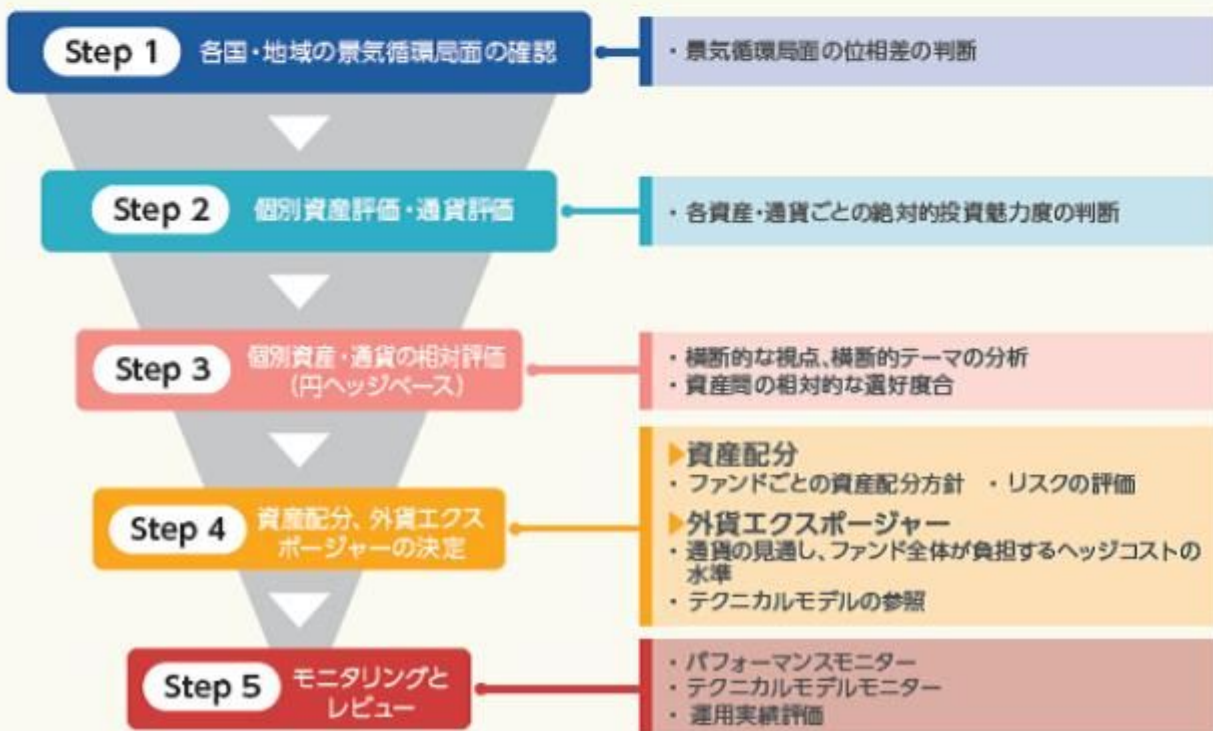 Step 1 各国・地域の景気循環局面の確認
・ 景気循環局面の位相差の判断
Step 2 個別資産評価・通貨評価
・ 各資産・通貨ごとの絶対的投資魅力度の判断
Step 3 個別資産・通貨の相対評価
(円ヘッジベース)
・ 横断的な視点、横断的テーマの分析
・ 資産間の相対的な選好度合
Step 4 資産配分、外貨エクス
ポージャーの決定
▶資産配分
・ ファンドごとの資産配分方針 ・ リスクの評価
▶外貨エクスポージャー
・ 通貨の見通し、ファンド全体が負担するヘッジコストの
水準
・ テクニカルモデルの参照
Step 5 モニタリングと
レビュー
・ パフォーマンスモニター
・ テクニカルモデルモニター
・ 運用実績評価